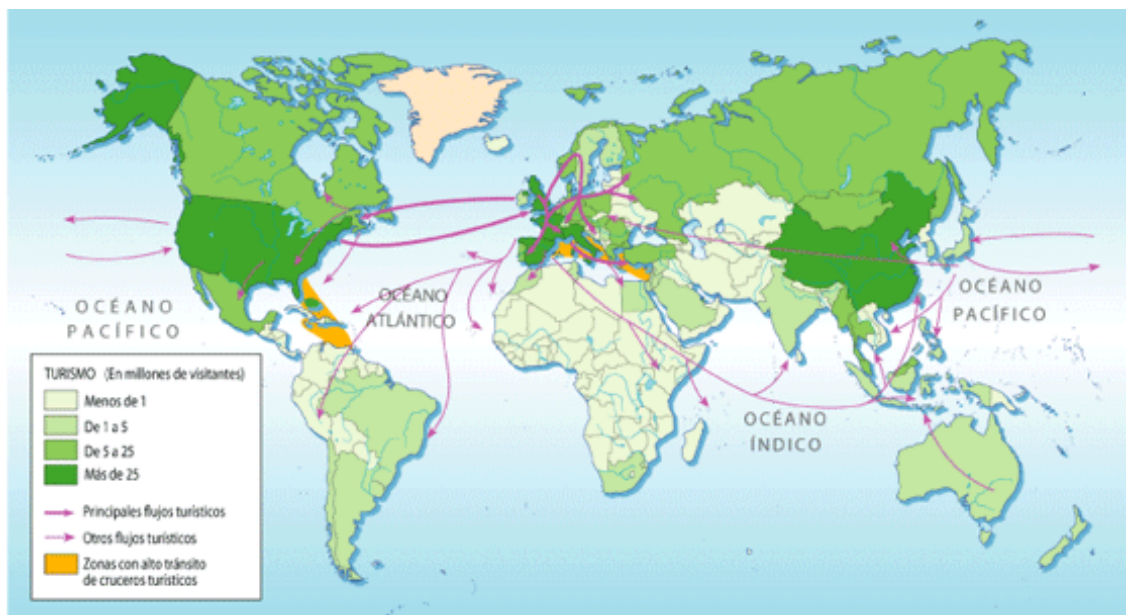 OCÉANO
PACÍFICO
OCÉANO
ATLÁNTICO
OCÉANO
PACÍFICO
OCÉANO
ÍNDICO
TURISMO (En millones de visitantes)
Menos de 1
De 1 a 5
De 5 a 25
Más de 25
Principales flujos turísticos
Otros flujos turísticos
Zonas con alto tránsito
de cruceros turísticos